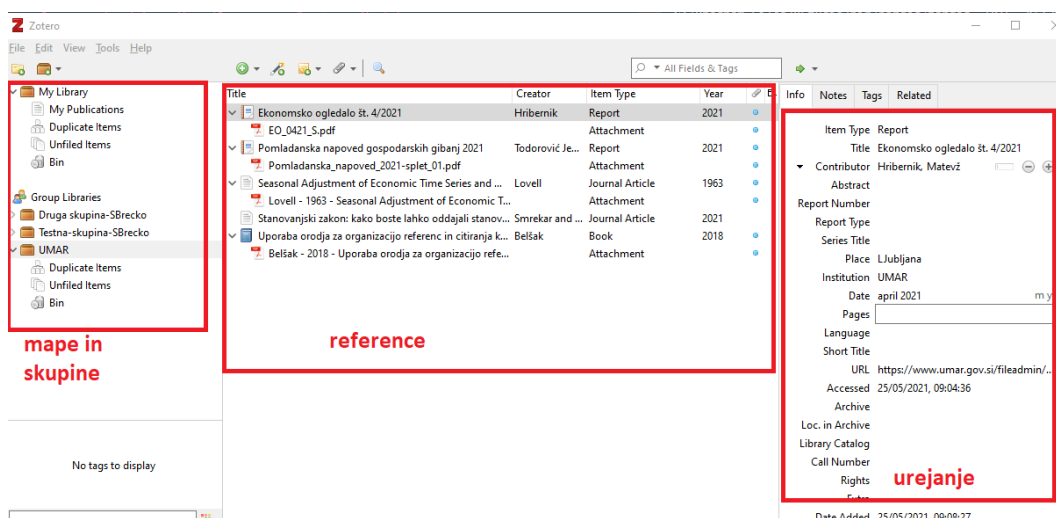 Zotero
File Edit View Tools Help
All Fields & Tags
My Library
My Publications
Duplicate Items
Unfiled Items
Bin
Group Libraries
Druga skupina-SBrecko
Testna-skupina-SBrecko
UMAR
Duplicate Items
Unfiled Items
Bin
mape in
skupine
No tags to display
Title Creator Item Type Year
Ekonomsko ogledalo št. 4/2021 Hribernik Report 2021
EO_0421_S.pdf Attachment
Pomladanska napoved gospodarskih gibanj 2021 Todorović Je... Report 2021
Pomladanska_napoved_2021-splet_01.pdf Attachment
Seasonal Adjustment of Economic Time Series and ... Lovell Journal Article 1963
Lovell - 1963 - Seasonal Adjustment of Economic T... Attachment
Stanovanjski zakon: kako boste lahko oddajali stanov... Smrekar and ... Journal Article 2021
Uporaba orodja za organizacijo referenc in citiranja k... Belšak Book 2018
Belšak - 2018 - Uporaba orodja za organizacijo refe... Attachment
reference
Info Notes Tags Related
Item Type Report
Title Ekonomsko ogledalo št. 4/2021
Contributor Hribernik, Matevž
Abstract
Report Number
Report Type
Series Title
Place LJubljana
Institution UMAR
Date april 2021 m y
Pages
Language
Short Title
URL https://www.umar.gov.si/fileadmin/...
Accessed 25/05/2021, 09:04:36
Archive
Loc. in Archive
Library Catalog
Call Number
Rights
Extra
Date Added 25/05/2021, 09:08:27
urejanje